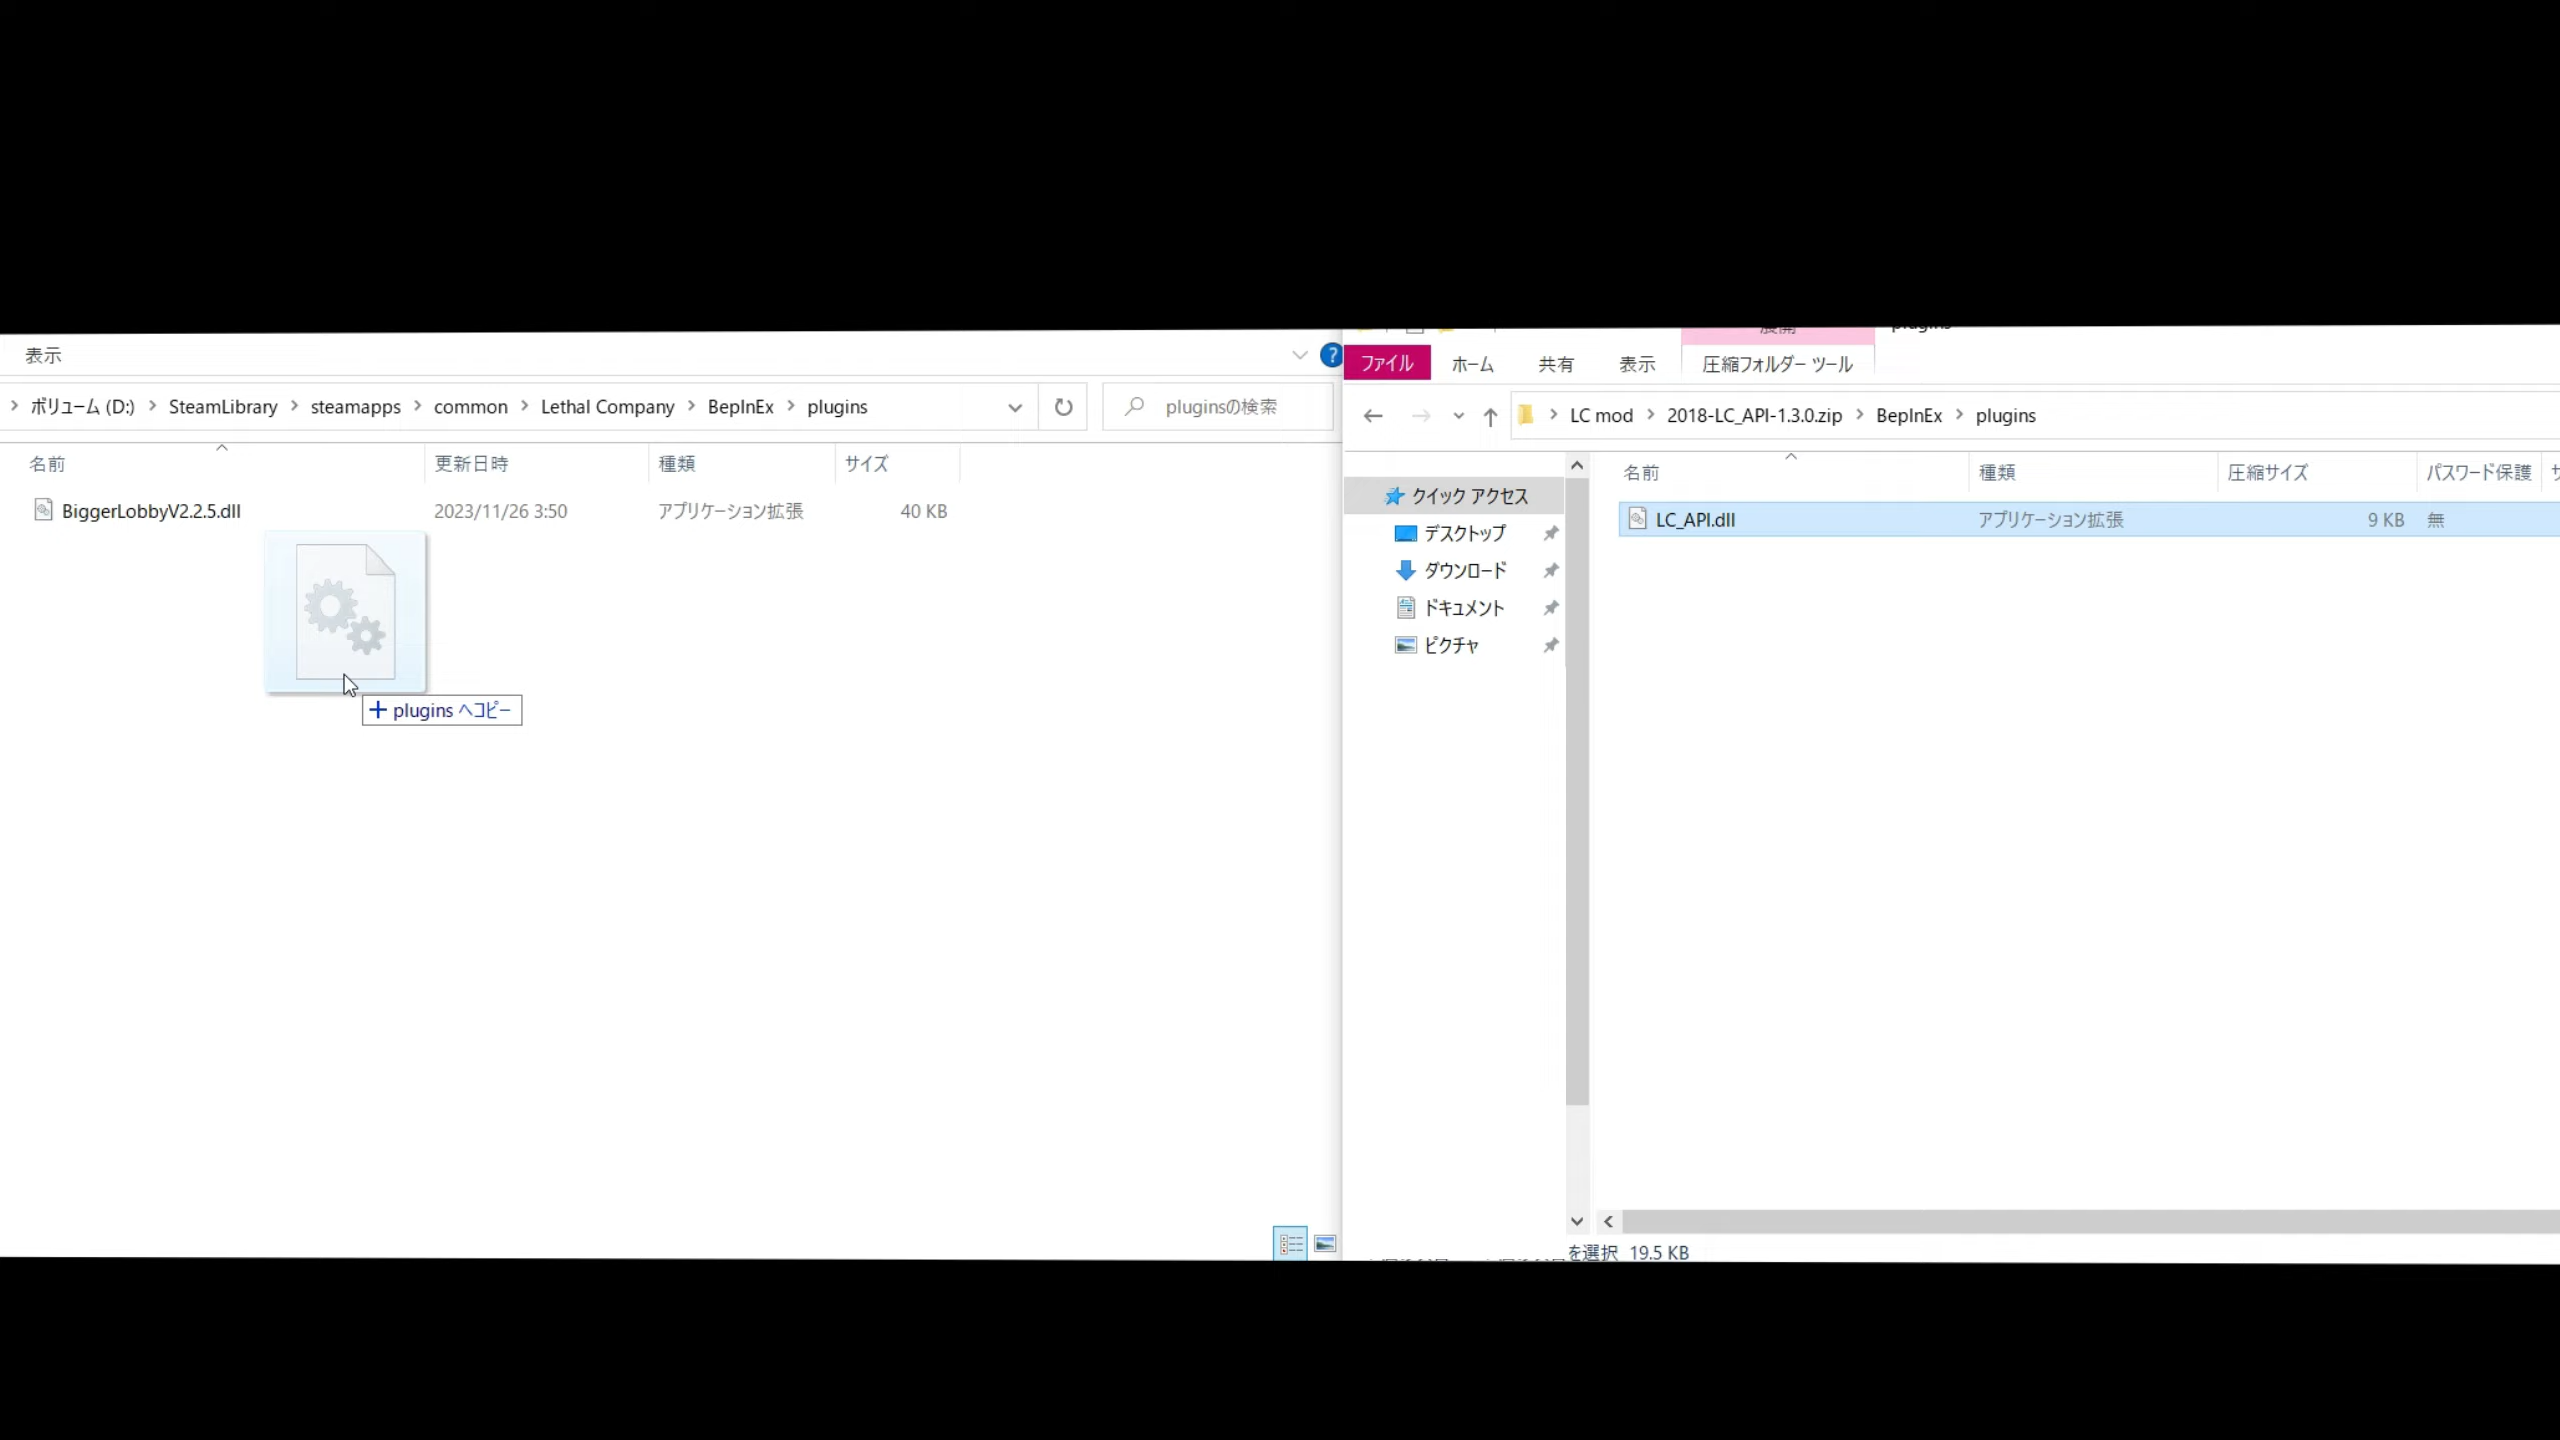 表示
ボリューム (D:) > SteamLibrary > steamapps > common > Lethal Company > BepInEx > plugins
pluginsの検索
名前 更新日時 種類 サイズ
BiggerLobbyV2.2.5.dll 2023/11/26 3:50 アプリケーション拡張 40 KB
+ plugins へコピー
?
ファイル ホーム 共有 表示 圧縮フォルダー ツール
LC mod > 2018-LC_API-1.3.0.zip > BepInEx > plugins
クイック アクセス
デスクトップ
ダウンロード
ドキュメント
ピクチャ
名前 種類 圧縮サイズ パスワード保護
LC_API.dll アプリケーション拡張 9 KB 無
を選択 19.5 KB